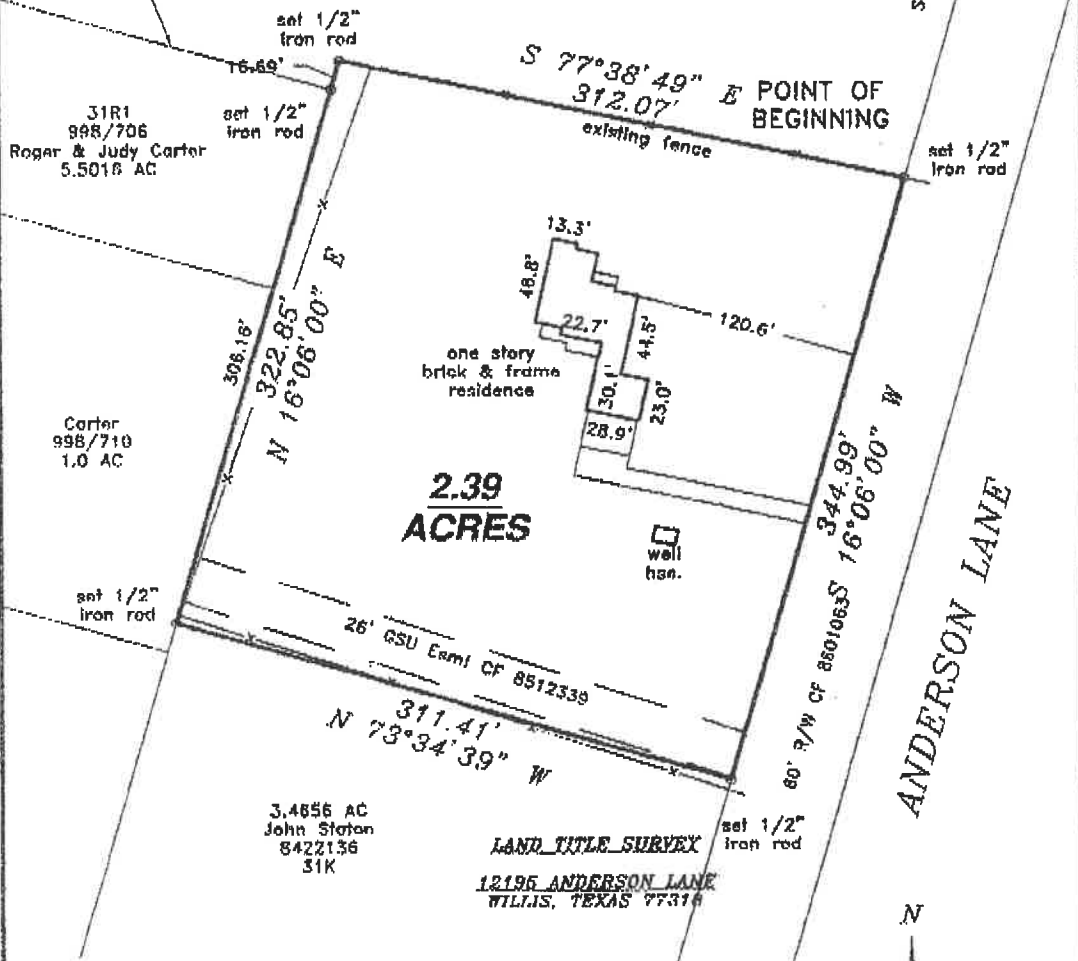 set 1/2"
iron rod
S 77°38'49" E
312.07'
existing fence
POINT OF
BEGINNING
16.69'
set 1/2"
iron rod
31R1
998/706
Roger & Judy Carter
5.5018 AC
set 1/2"
iron rod
13.3'
48.8'
22.7'
44.5'
120.6'
one story
brick & frame
residence
30.1'
23.0'
28.9'
306.16'
322.85'
N 16°06'00" E
Carter
998/710
1.0 AC
2.39
ACRES
well
hse.
344.99'
S 16°06'00" W
60' R/W CF 8601063
ANDERSON LANE
set 1/2"
iron rod
26' GSU Esmt CF 8512339
311.41'
N 73°34'39" W
3.4656 AC
John Staton
8422136
31K
set 1/2"
iron rod
LAND TITLE SURVEY
12195 ANDERSON LANE
WILLIS, TEXAS 77318
N